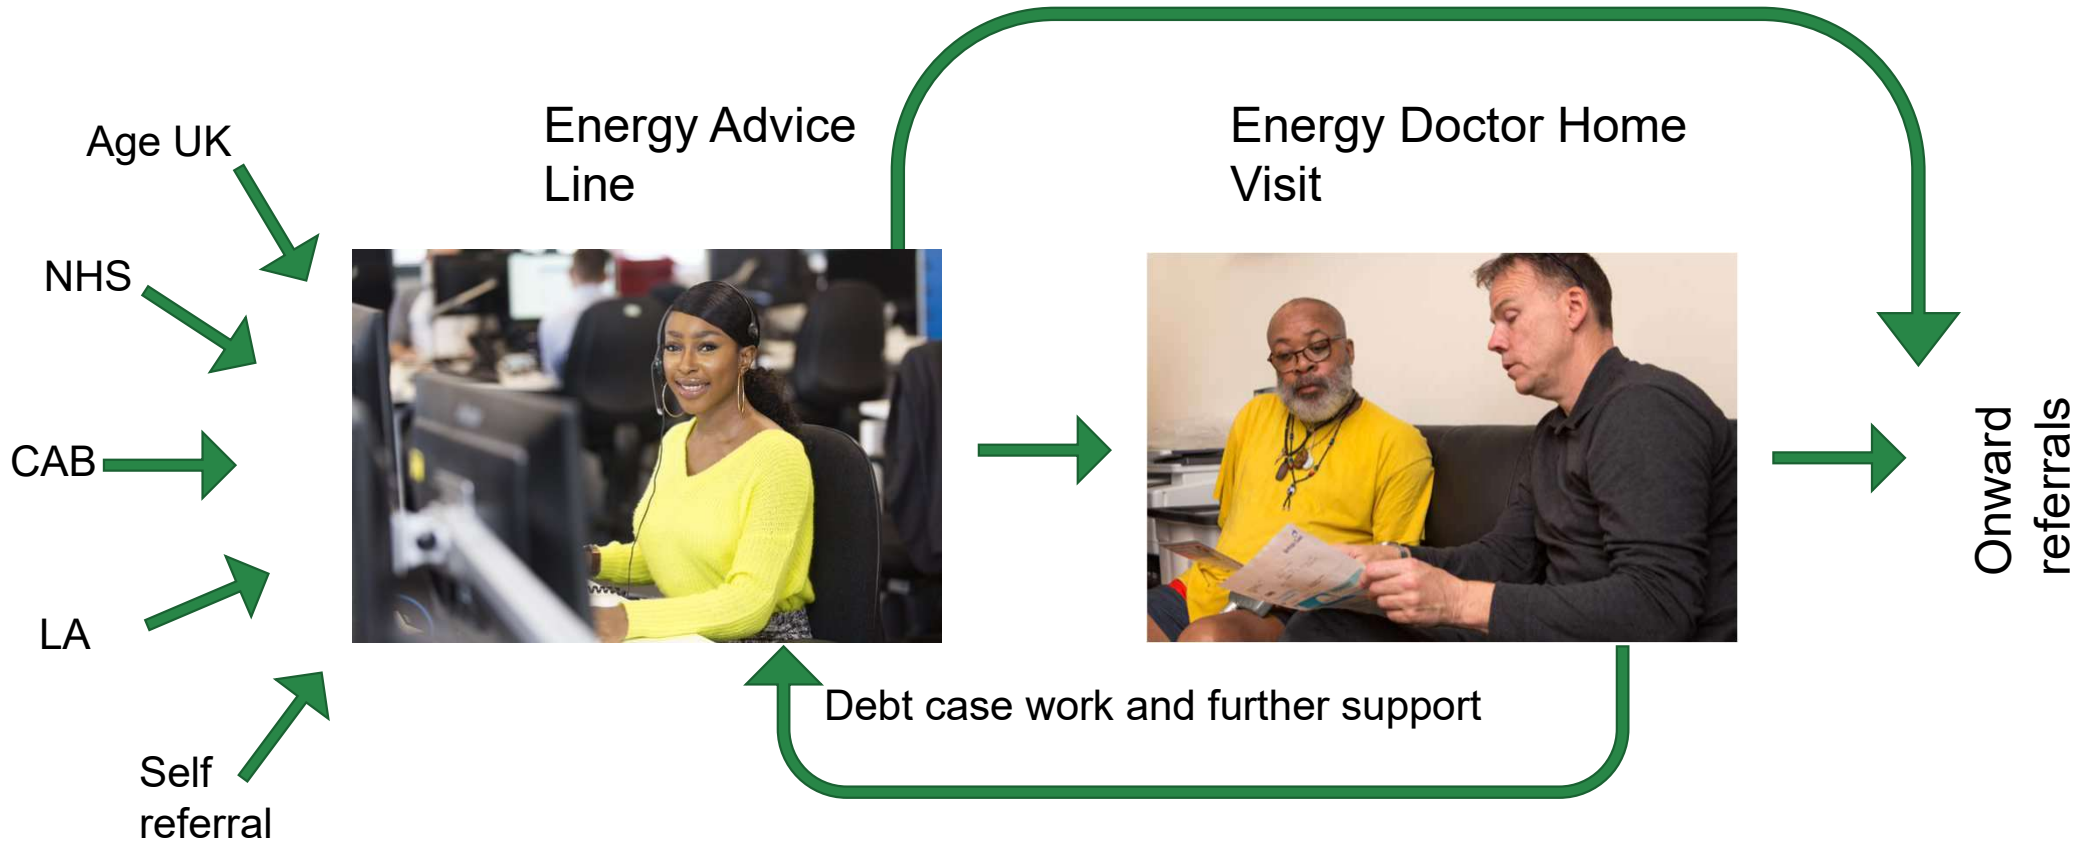 Energy Advice
Line
Energy Doctor Home
Visit
Age UK
NHS
CAB
LA
Self
referral
Debt case work and further support
Onward
referrals